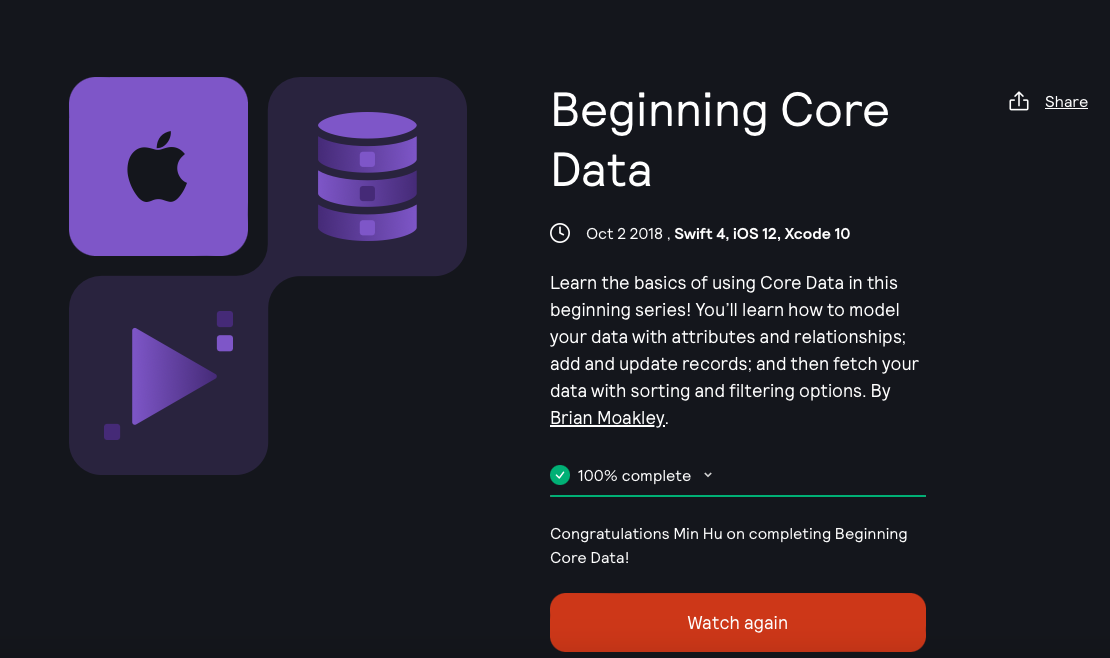 Beginning Core
Data
Share
Oct 2 2018 , Swift 4, iOS 12, Xcode 10
Learn the basics of using Core Data in this
beginning series! You’ll learn how to model
your data with attributes and relationships;
add and update records; and then fetch your
data with sorting and filtering options. By
Brian Moakley.
100% complete
Congratulations Min Hu on completing Beginning
Core Data!
Watch again